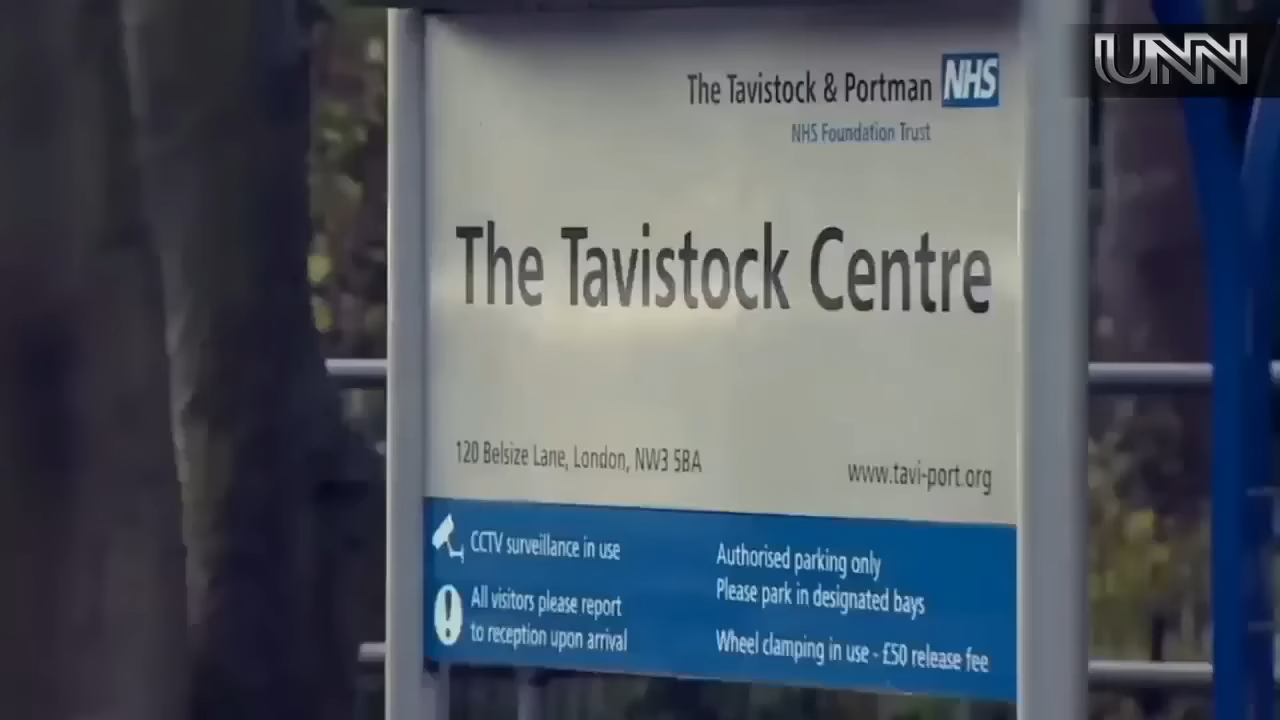 UNN
The Tavistock & Portman NHS
NHS Foundation Trust
The Tavistock Centre
120 Belsize Lane, London, NW3 5BA
www.tavi-port.org
CCTV surveillance in use
All visitors please report
to reception upon arrival
Authorised parking only
Please park in designated bays
Wheel clamping in use - £50 release fee